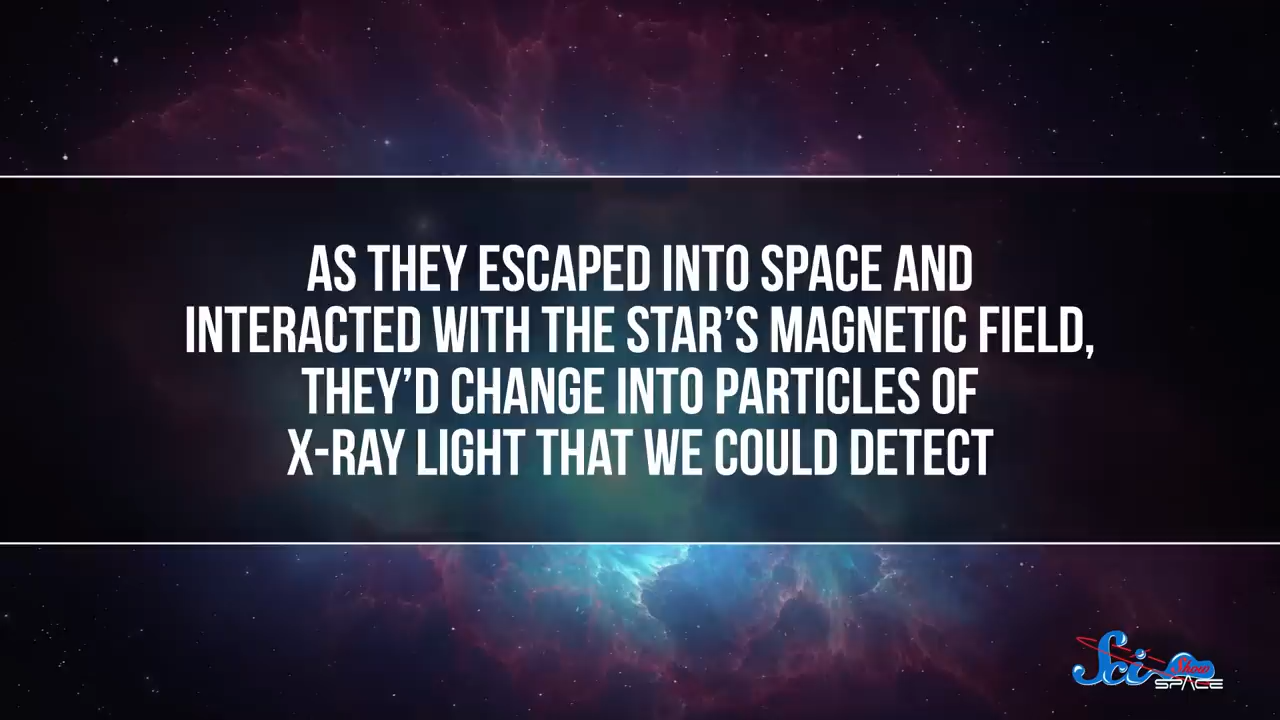 AS THEY ESCAPED INTO SPACE AND
INTERACTED WITH THE STAR’S MAGNETIC FIELD,
THEY’D CHANGE INTO PARTICLES OF
X-RAY LIGHT THAT WE COULD DETECT
Sci Show
SPACE